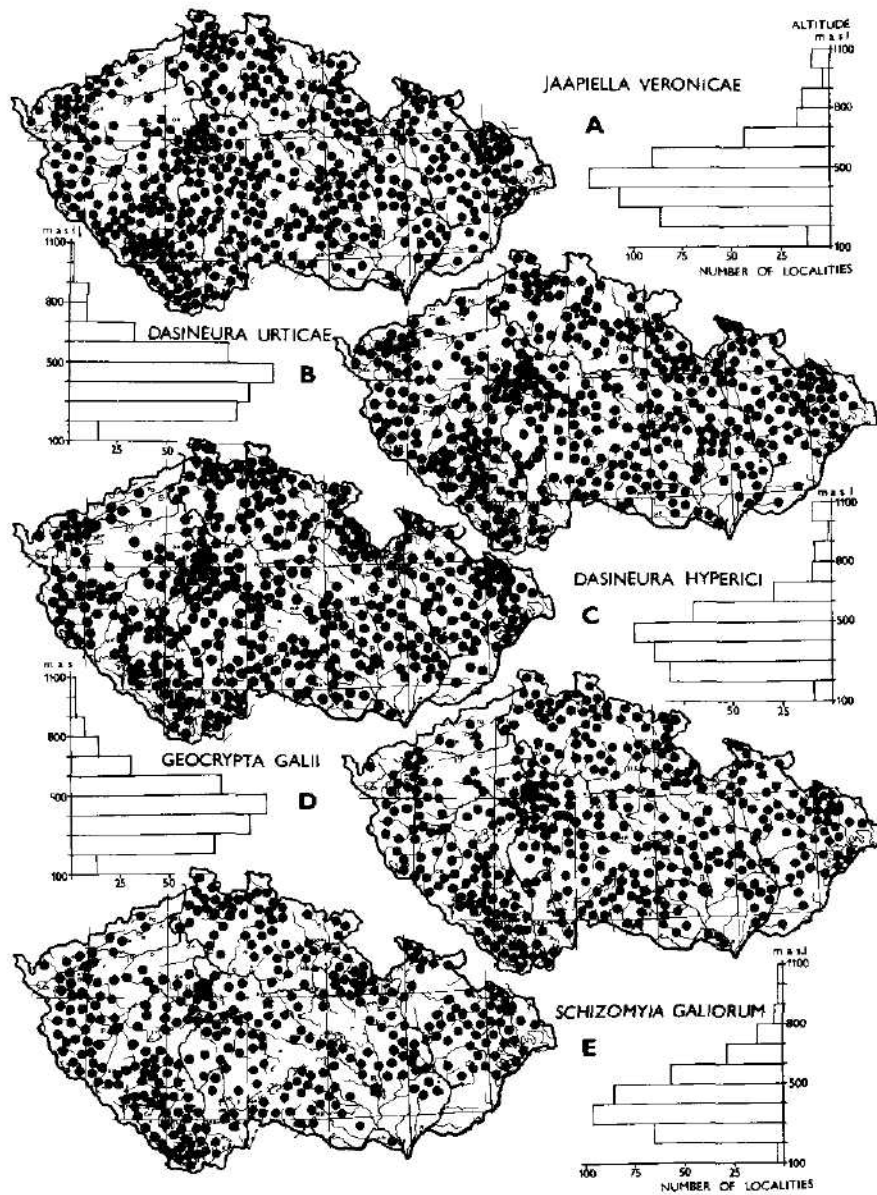 ALTITUDE
m a s l
1100
JAAPIELLA VERONICAE
A
800
500
100
100 75 50 25
NUMBER OF LOCALITIES
m a s l
1100
800
DASINEURA URTICAE
500
B
100
25 50
m a s l
1100
800
DASINEURA HYPERICI
C
500
100
50 25
m a s l
1100
800
GEOCRYPTA GALII
500
D
100
25 50
m a s l
1100
SCHIZOMYIA GALIORUM
800
E
500
100
100 75 50 25
NUMBER OF LOCALITIES